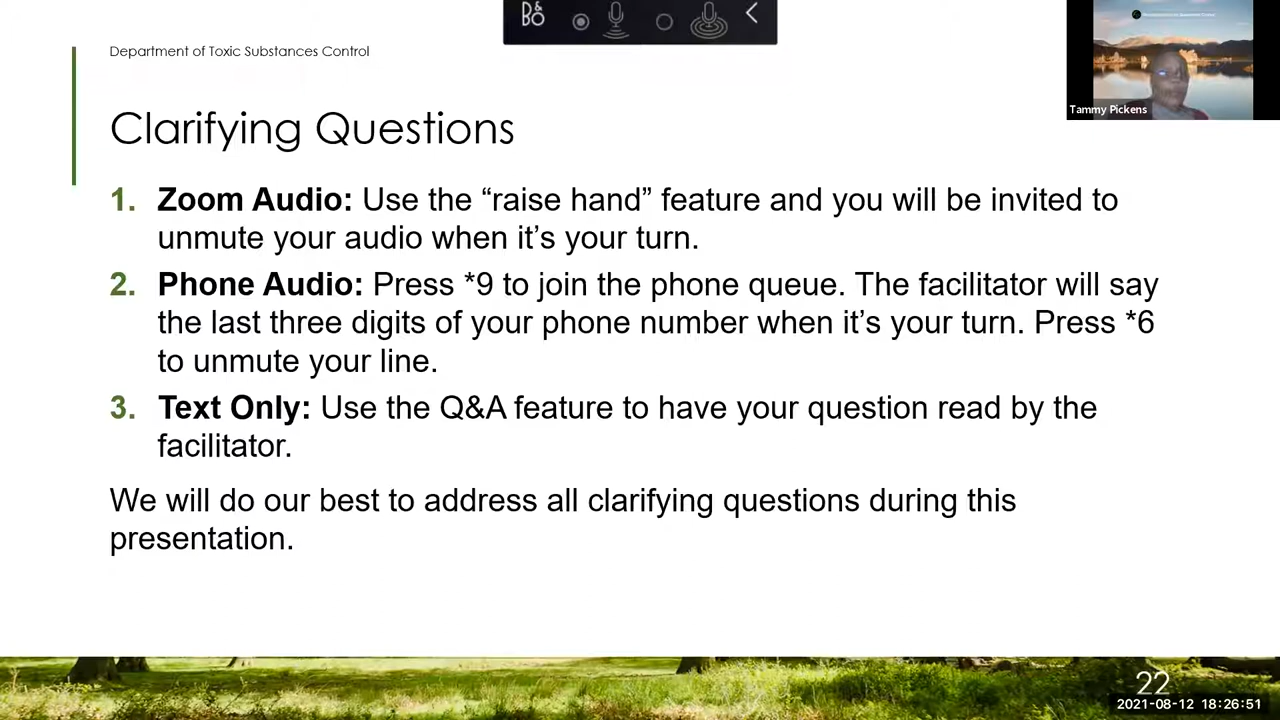 B&O
Department of Toxic Substances Control
Tammy Pickens
Clarifying Questions
1. Zoom Audio: Use the “raise hand” feature and you will be invited to
unmute your audio when it’s your turn.
2. Phone Audio: Press *9 to join the phone queue. The facilitator will say
the last three digits of your phone number when it’s your turn. Press *6
to unmute your line.
3. Text Only: Use the Q&A feature to have your question read by the
facilitator.
We will do our best to address all clarifying questions during this
presentation.
22
2021-08-12 18:26:51